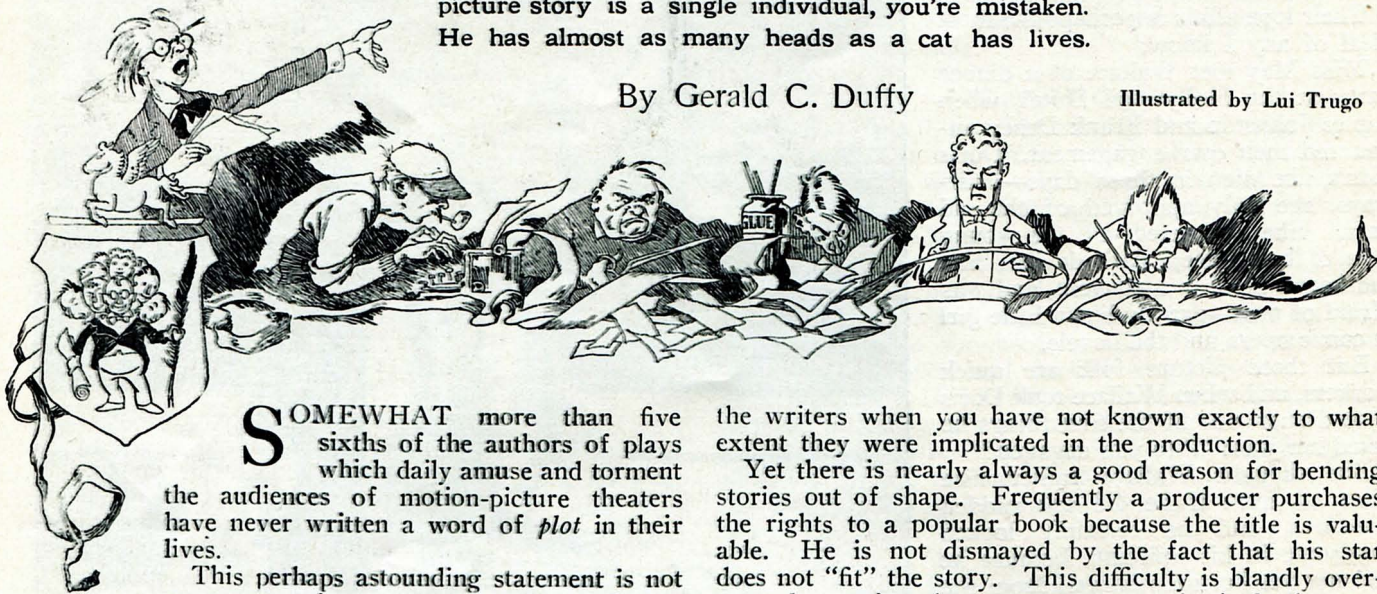 picture story is a single individual, you're mistaken.
He has almost as many heads as a cat has lives.
By Gerald C. Duffy
Illustrated by Lui Trugo
GLUE
SOMEWHAT more than five
sixths of the authors of plays
which daily amuse and torment
the audiences of motion-picture theaters
have never written a word of plot in their
lives.
This perhaps astounding statement is not
the writers when you have not known exactly to what
extent they were implicated in the production.
Yet there is nearly always a good reason for bending
stories out of shape. Frequently a producer purchases
the rights to a popular book because the title is valu-
able. He is not dismayed by the fact that his star
does not "fit" the story. This difficulty is blandly over-